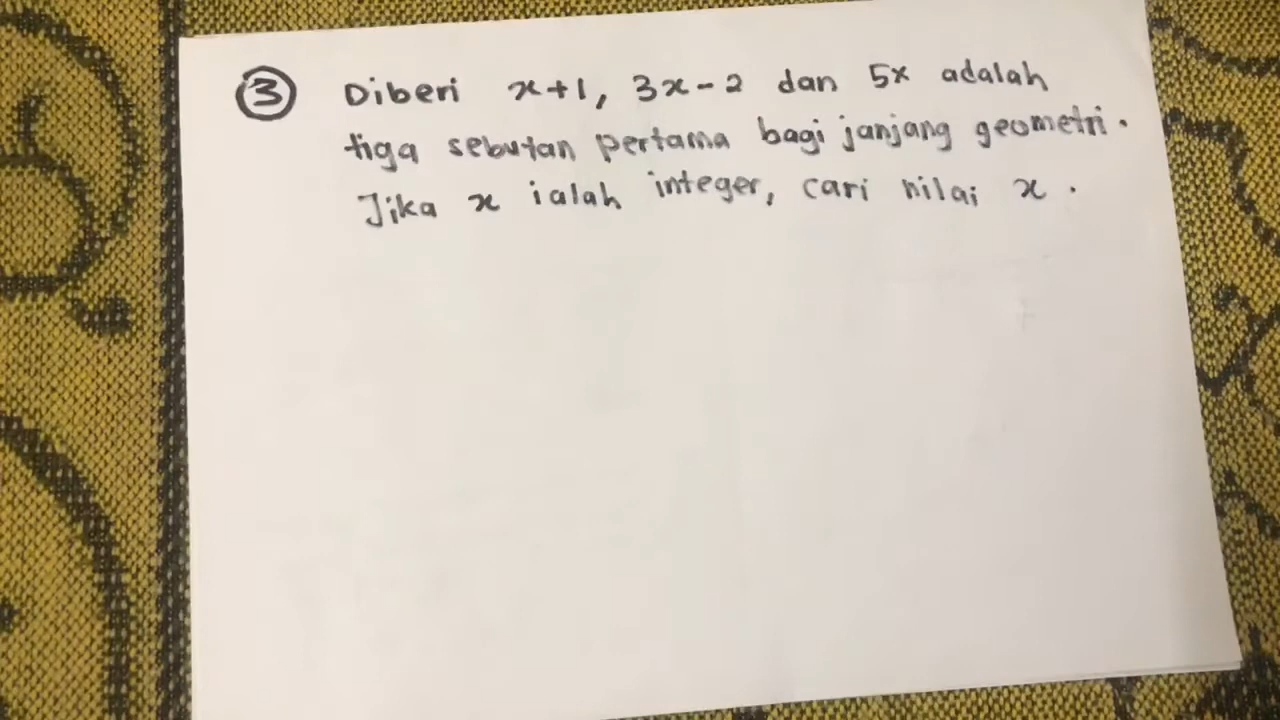 ③ Diberi x+1, 3x-2 dan 5x adalah
tiga sebutan pertama bagi janjang geometri.
Jika x ialah integer, cari nilai x.